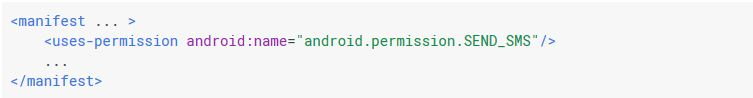 <manifest ... >
    <uses-permission android:name="android.permission.SEND_SMS"/>
    ...
</manifest>